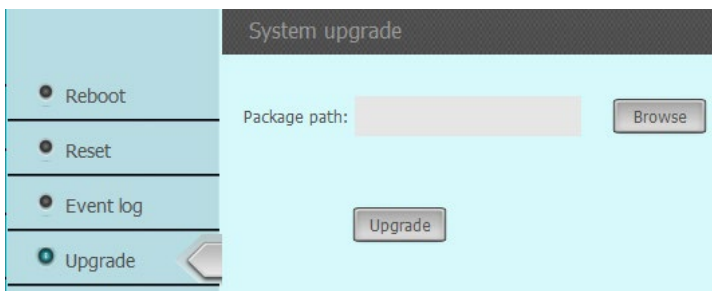 System upgrade
Reboot
Package path:
Browse
Reset
Event log
Upgrade
Upgrade